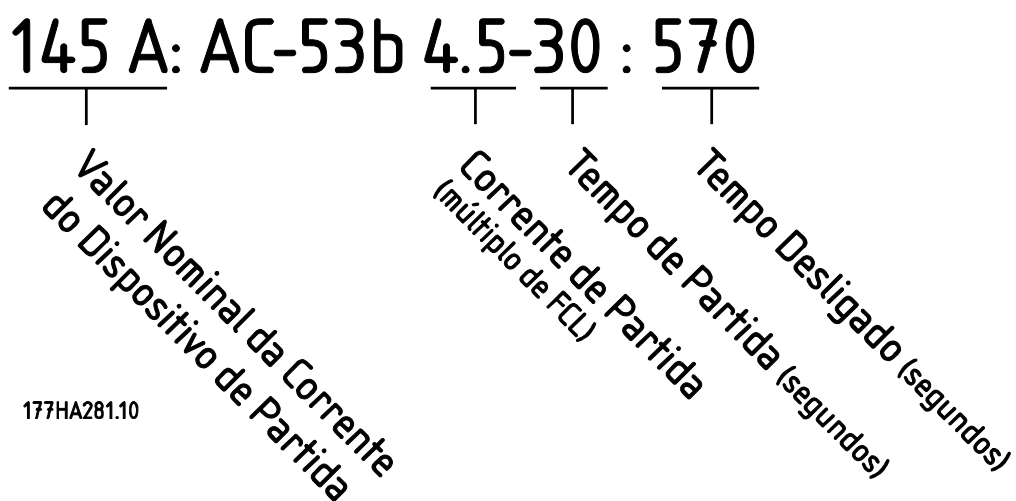 145 A: AC-53b 4.5-30 : 570
Valor Nominal da Corrente
do Dispositivo de Partida
Corrente de Partida
(múltiplo de FCL)
Tempo de Partida (segundos)
Tempo Desligado (segundos)
177HA281.10